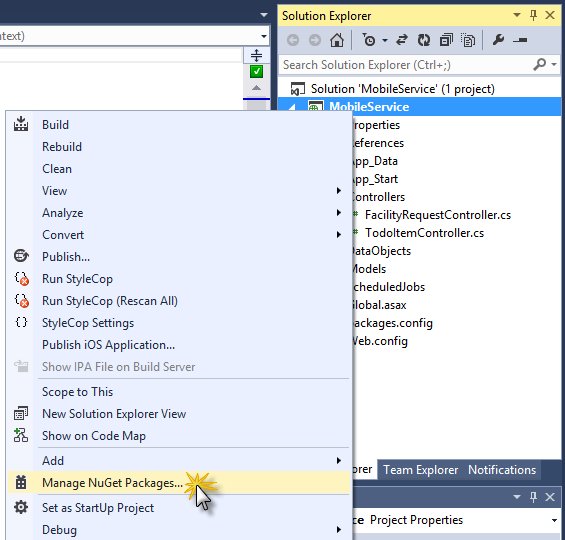 Solution Explorer
ntext)
Search Solution Explorer (Ctrl+;)
Solution 'MobileService' (1 project)
MobileService
Properties
References
App_Data
App_Start
Controllers
FacilityRequestController.cs
TodoItemController.cs
DataObjects
Models
ScheduledJobs
Global.asax
packages.config
Web.config
Build
Rebuild
Clean
View
Analyze
Convert
Publish...
Run StyleCop
Run StyleCop (Rescan All)
StyleCop Settings
Publish iOS Application...
Show IPA File on Build Server
Scope to This
New Solution Explorer View
Show on Code Map
Add
Manage NuGet Packages...
Set as StartUp Project
Debug
rer Team Explorer Notifications
ce Project Properties